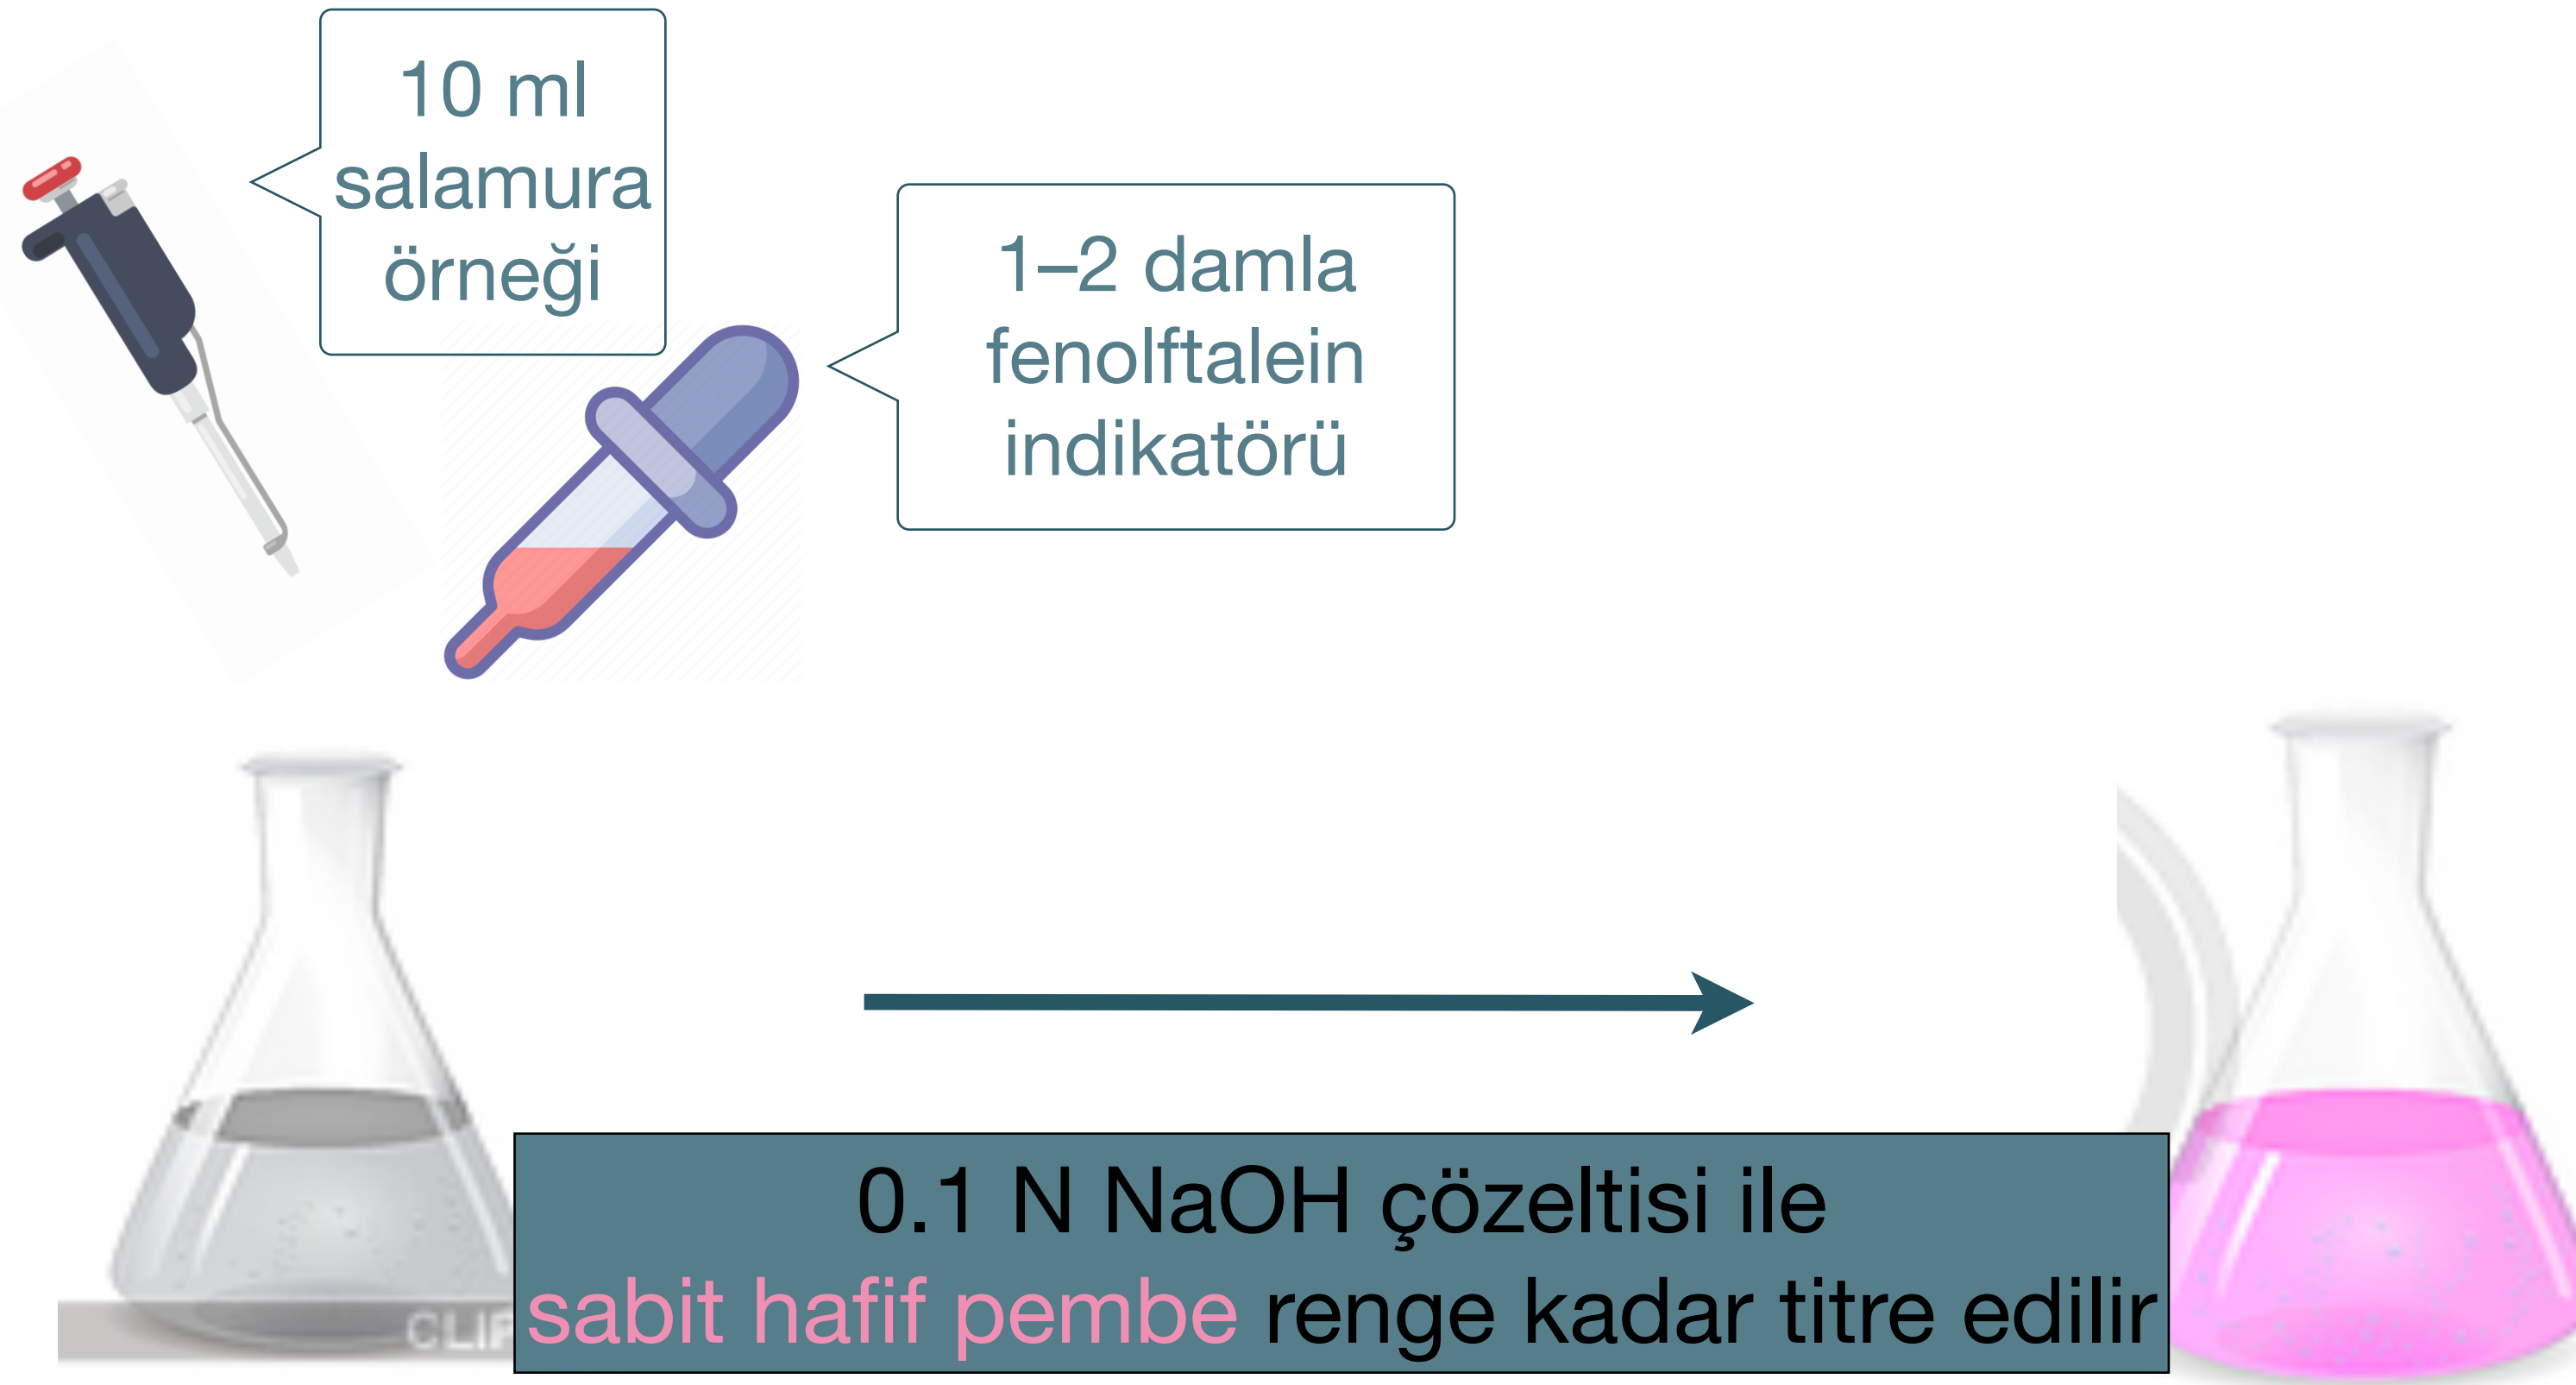 10 ml
salamura
örneği
1–2 damla
fenolftalein
indikatörü
0.1 N NaOH çözeltisi ile
sabit hafif pembe renge kadar titre edilir